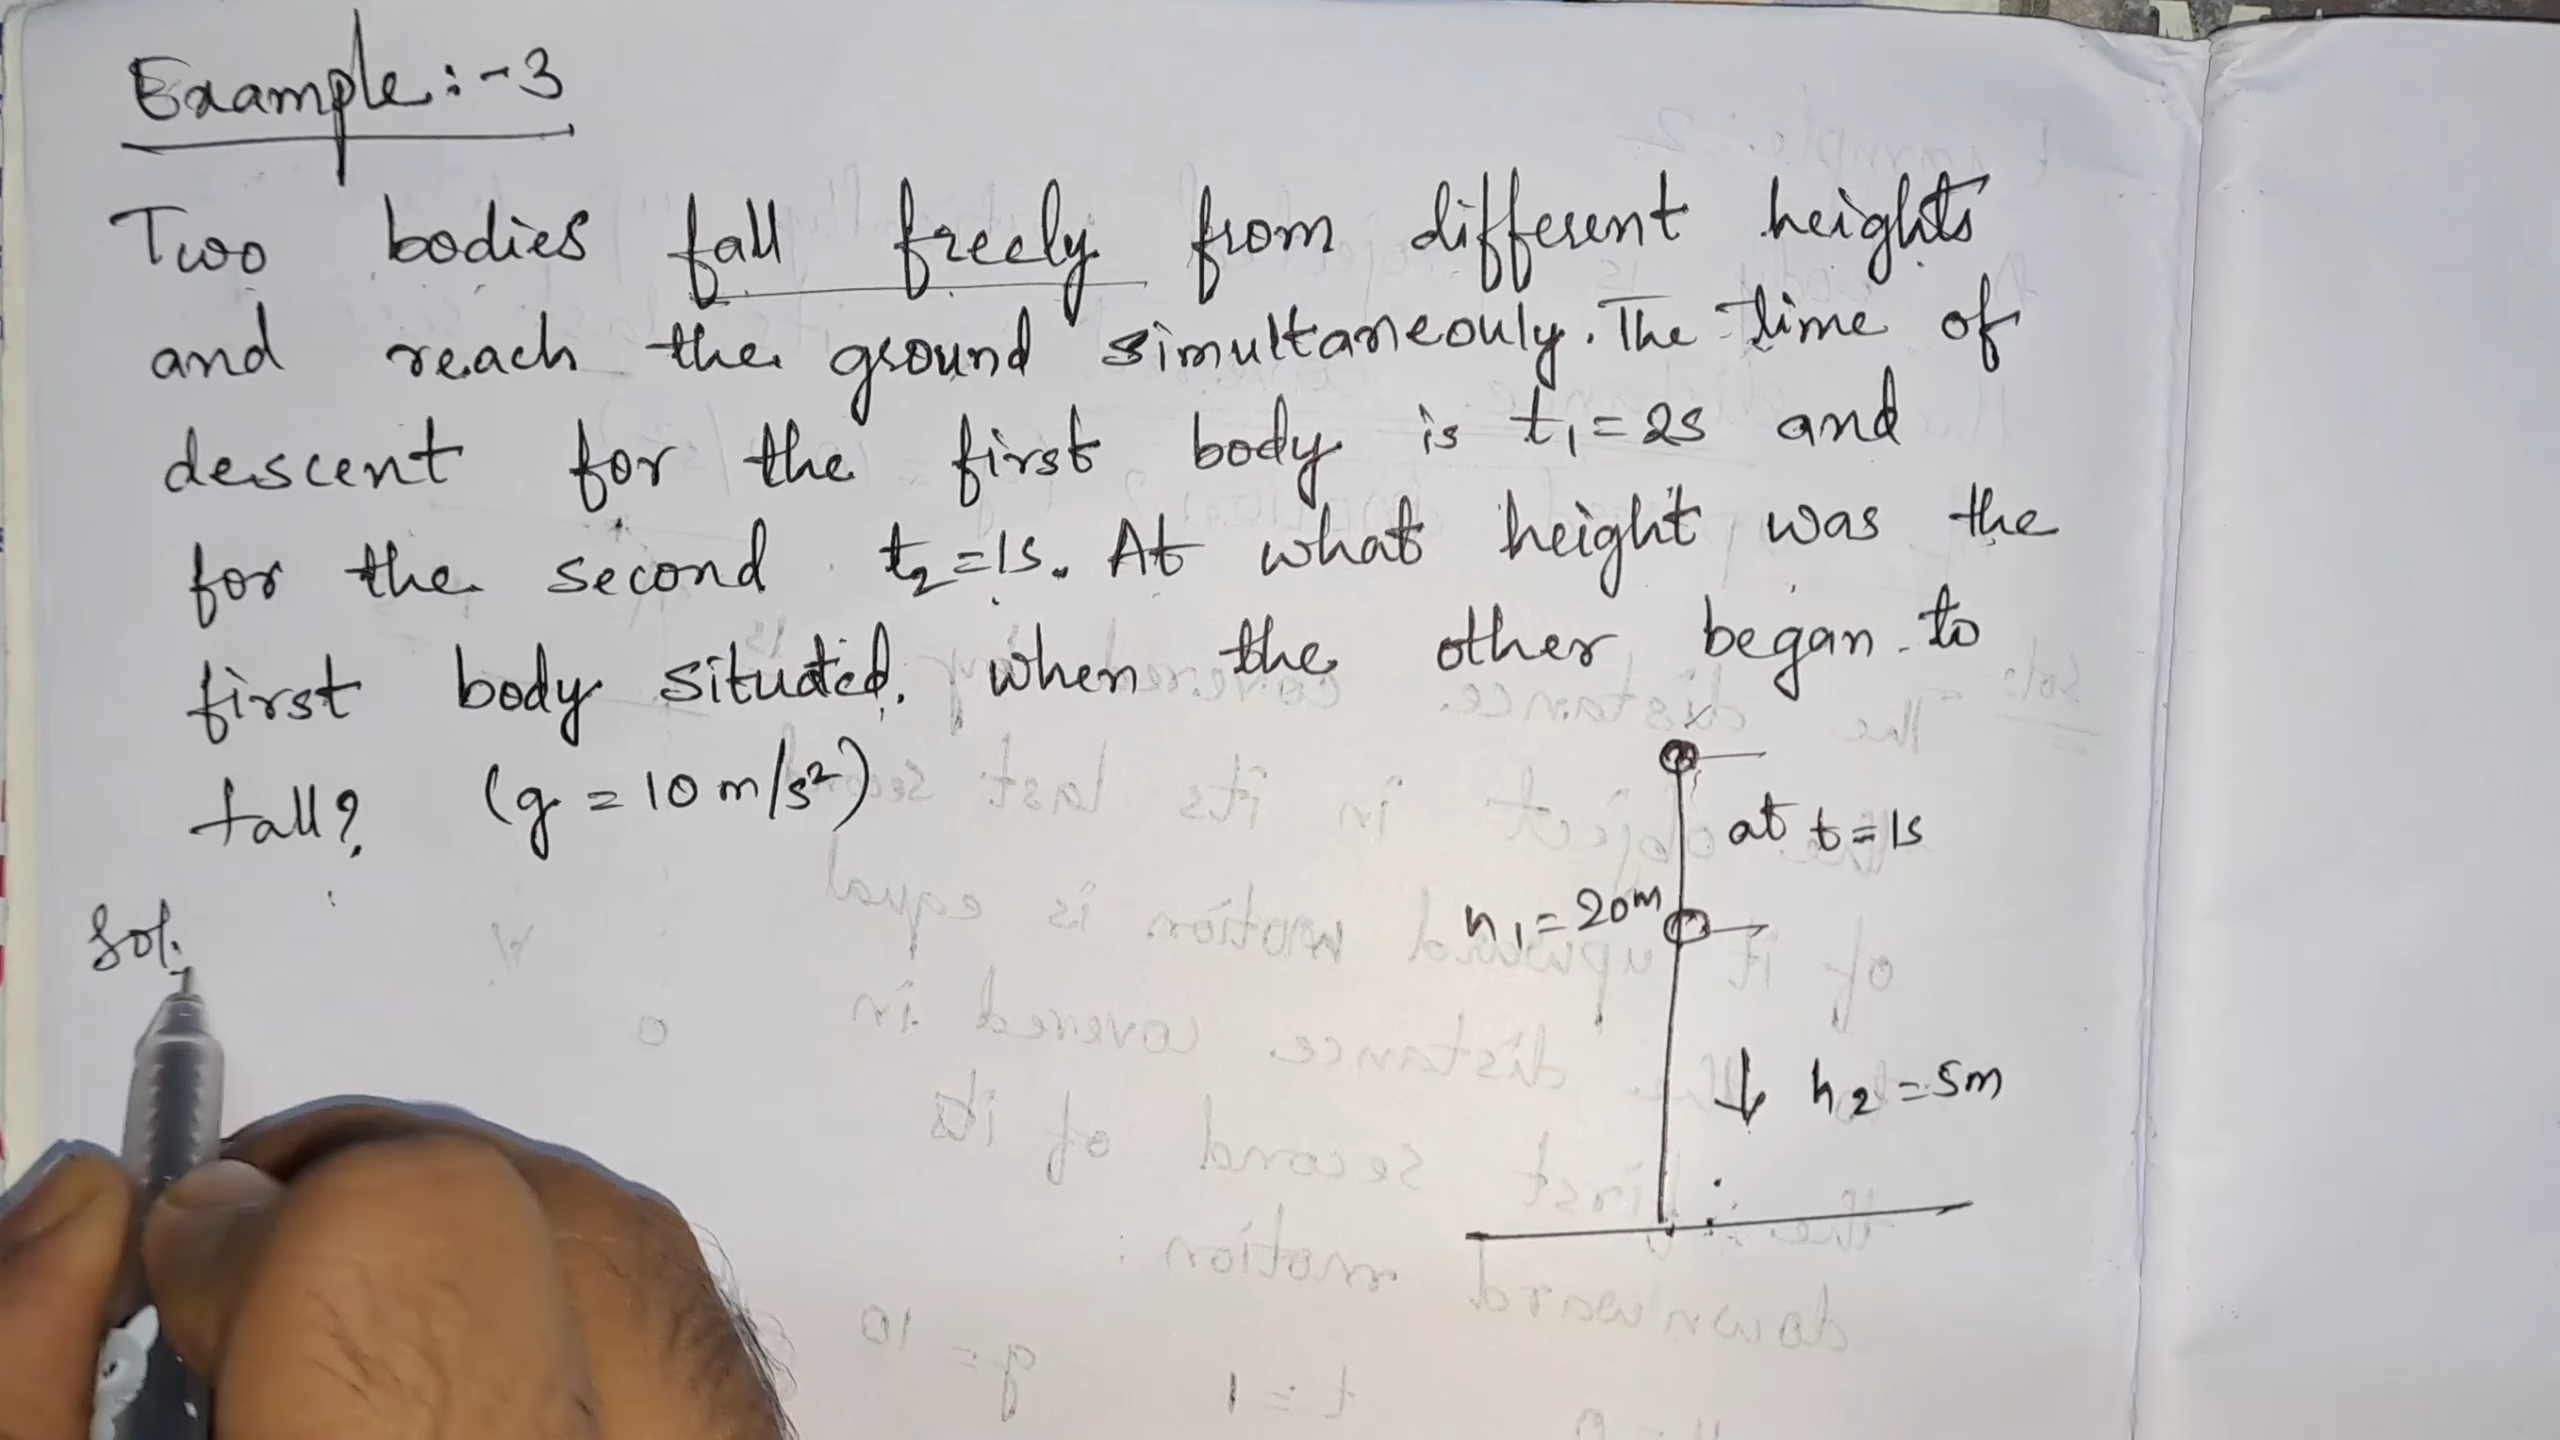 Example:-3
Two bodies fall freely from different heights
and reach the ground simultaneouly. The time of
descent for the first body is t₁=2s and
for the second t₂=1s. At what height was the
first body situated. when the other began to
fall? (g = 10 m/s²)
at t=1s
Sol.
h₁=20m
h₂=5m